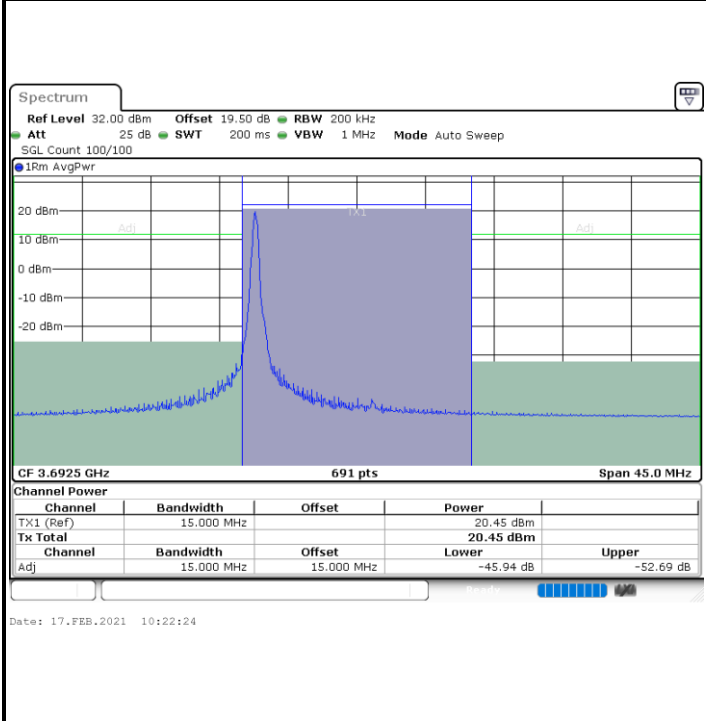 Spectrum
Ref Level 32.00 dBm Offset 19.50 dB RBW 200 kHz
Att 25 dB SWT 200 ms VBW 1 MHz Mode Auto Sweep
SGL Count 100/100
1Rm AvgPwr
TX1
20 dBm
Adj Adj
10 dBm
0 dBm
-10 dBm
-20 dBm
CF 3.6925 GHz 691 pts Span 45.0 MHz
Channel Power
Channel Bandwidth Offset Power
TX1 (Ref) 15.000 MHz 20.45 dBm
Tx Total 20.45 dBm
Channel Bandwidth Offset Lower Upper
Adj 15.000 MHz 15.000 MHz -45.94 dB -52.69 dB
Ready
Date: 17.FEB.2021 10:22:24